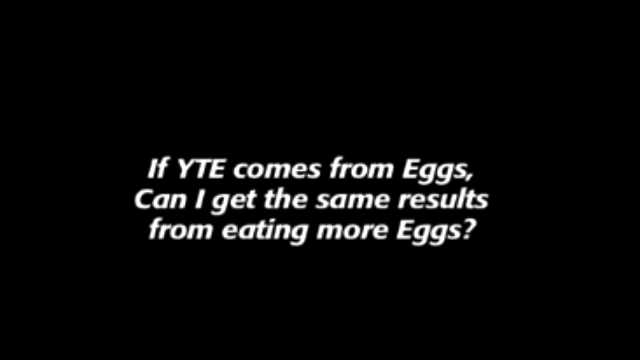 If YTE comes from Eggs,
Can I get the same results
from eating more Eggs?